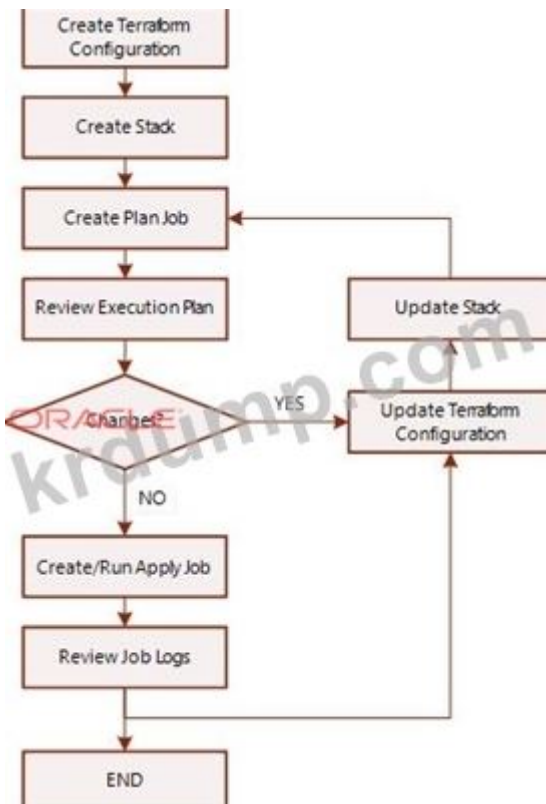 Create Terraform
Configuration
Create Stack
Create Plan Job
Review Execution Plan
Update Stack
Change?
ORACLE
YES
Update Terraform
Configuration
krdump.com
NO
Create/Run Apply Job
Review Job Logs
END